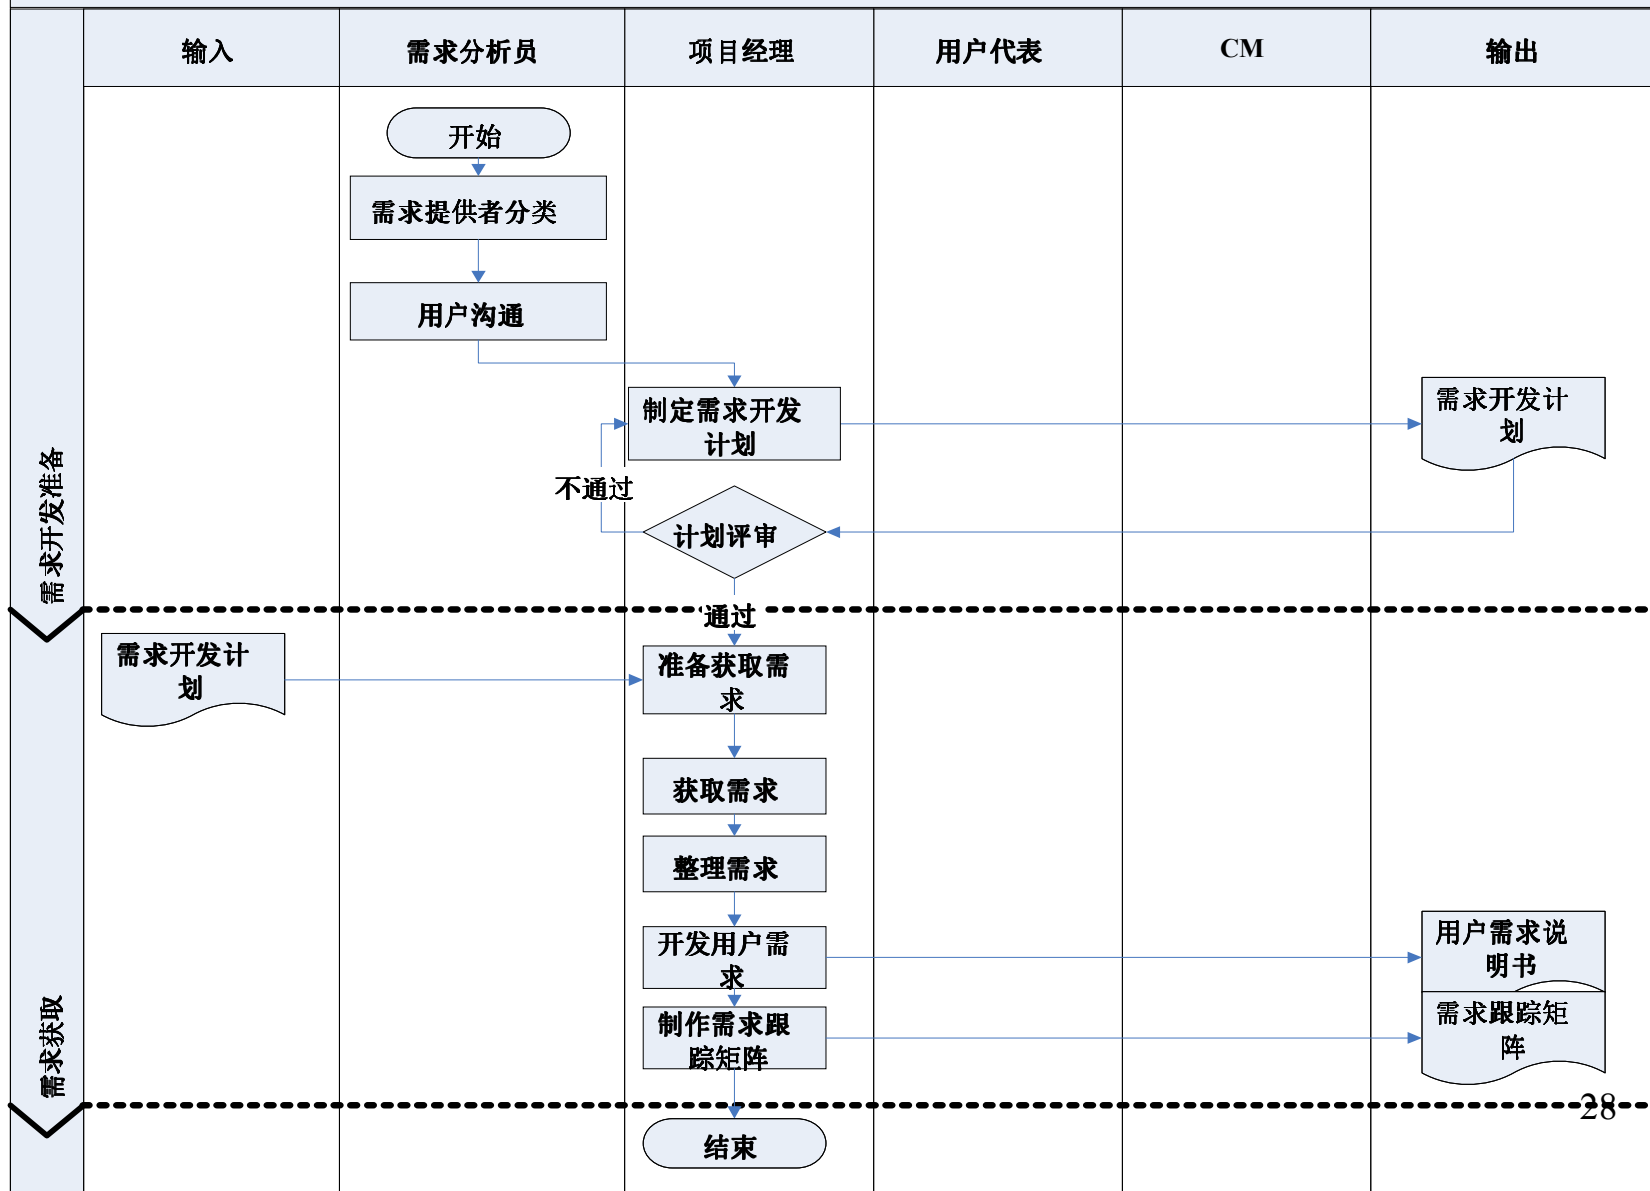 输入
需求分析员
项目经理
用户代表
CM
输出
需求开发准备
开始
需求提供者分类
用户沟通
制定需求开发
计划
需求开发计
划
不通过
计划评审
通过
需求获取
需求开发计
划
准备获取需
求
获取需求
整理需求
开发用户需
求
用户需求说
明书
制作需求跟
踪矩阵
需求跟踪矩
阵
28
结束